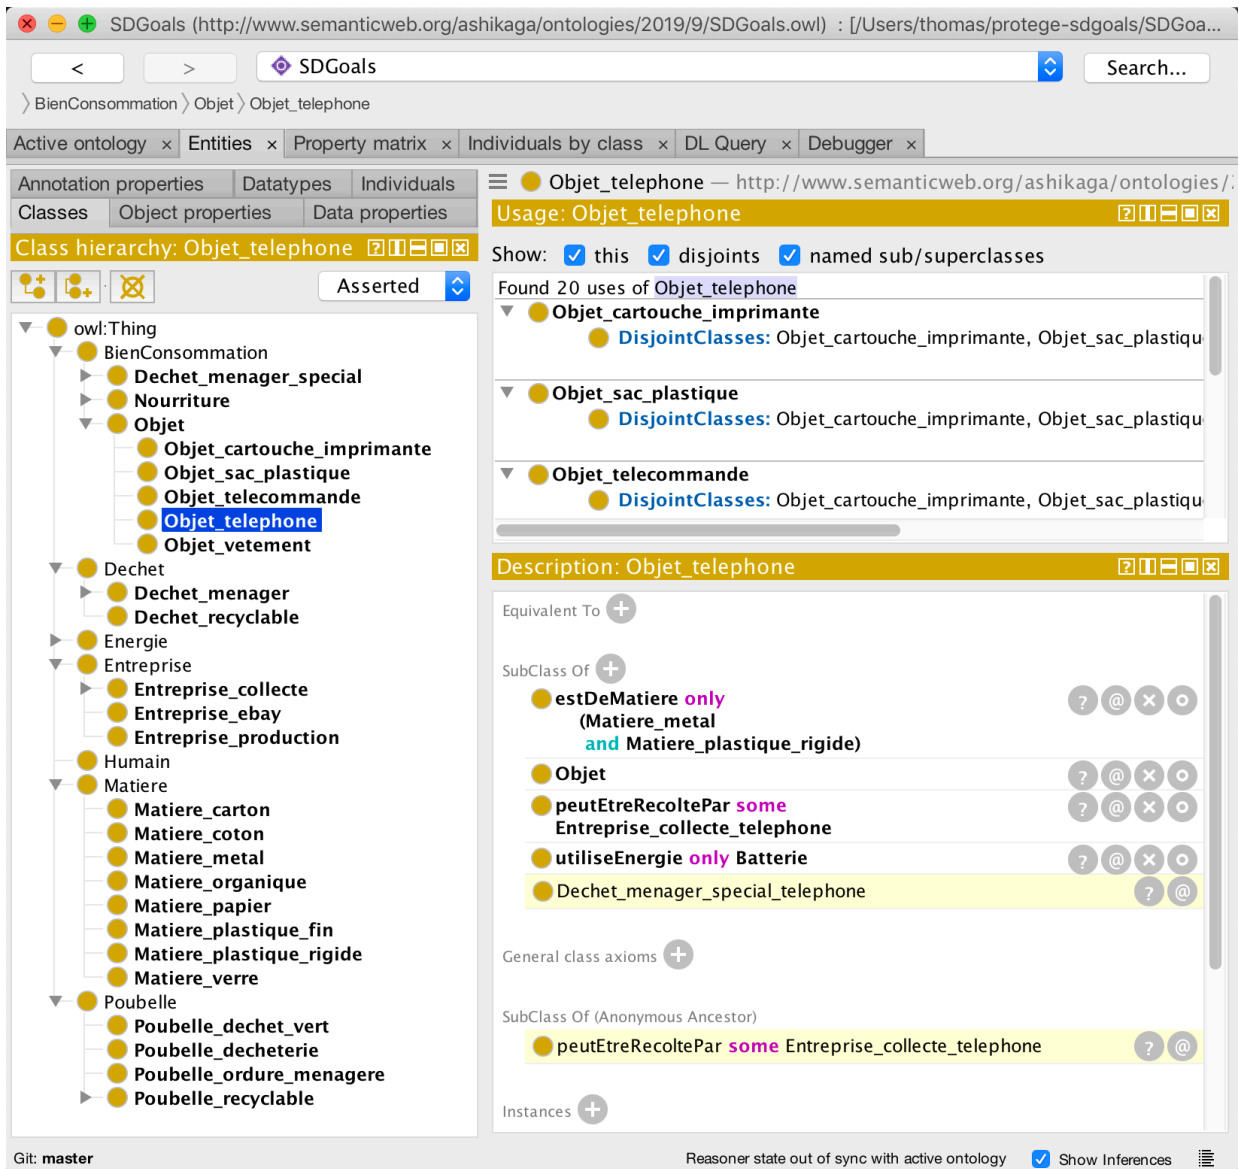 SDGoals (http://www.semanticweb.org/ashikaga/ontologies/2019/9/SDGoals.owl) : [/Users/thomas/protege-sdgoals/SDGoa...
< > SDGoals Search...
BienConsommation Objet Objet_telephone
Active ontology × Entities × Property matrix × Individuals by class × DL Query × Debugger ×
Annotation properties Datatypes Individuals
Classes Object properties Data properties
Class hierarchy: Objet_telephone
Asserted
owl:Thing
BienConsommation
Dechet_menager_special
Nourriture
Objet
Objet_cartouche_imprimante
Objet_sac_plastique
Objet_telecommande
Objet_telephone
Objet_vetement
Dechet
Dechet_menager
Dechet_recyclable
Energie
Entreprise
Entreprise_collecte
Entreprise_ebay
Entreprise_production
Humain
Matiere
Matiere_carton
Matiere_coton
Matiere_metal
Matiere_organique
Matiere_papier
Matiere_plastique_fin
Matiere_plastique_rigide
Matiere_verre
Poubelle
Poubelle_dechet_vert
Poubelle_decheterie
Poubelle_ordure_menagere
Poubelle_recyclable
Objet_telephone — http://www.semanticweb.org/ashikaga/ontologies/
Usage: Objet_telephone
Show: this disjoints named sub/superclasses
Found 20 uses of Objet_telephone
Objet_cartouche_imprimante
DisjointClasses: Objet_cartouche_imprimante, Objet_sac_plastiqu
Objet_sac_plastique
DisjointClasses: Objet_cartouche_imprimante, Objet_sac_plastiqu
Objet_telecommande
DisjointClasses: Objet_cartouche_imprimante, Objet_sac_plastiqu
Description: Objet_telephone
Equivalent To
SubClass Of
estDeMatiere only
(Matiere_metal
and Matiere_plastique_rigide)
Objet
peutEtreRecoltePar some
Entreprise_collecte_telephone
utiliseEnergie only Batterie
Dechet_menager_special_telephone
General class axioms
SubClass Of (Anonymous Ancestor)
peutEtreRecoltePar some Entreprise_collecte_telephone
Instances
Git: master
Reasoner state out of sync with active ontology Show Inferences